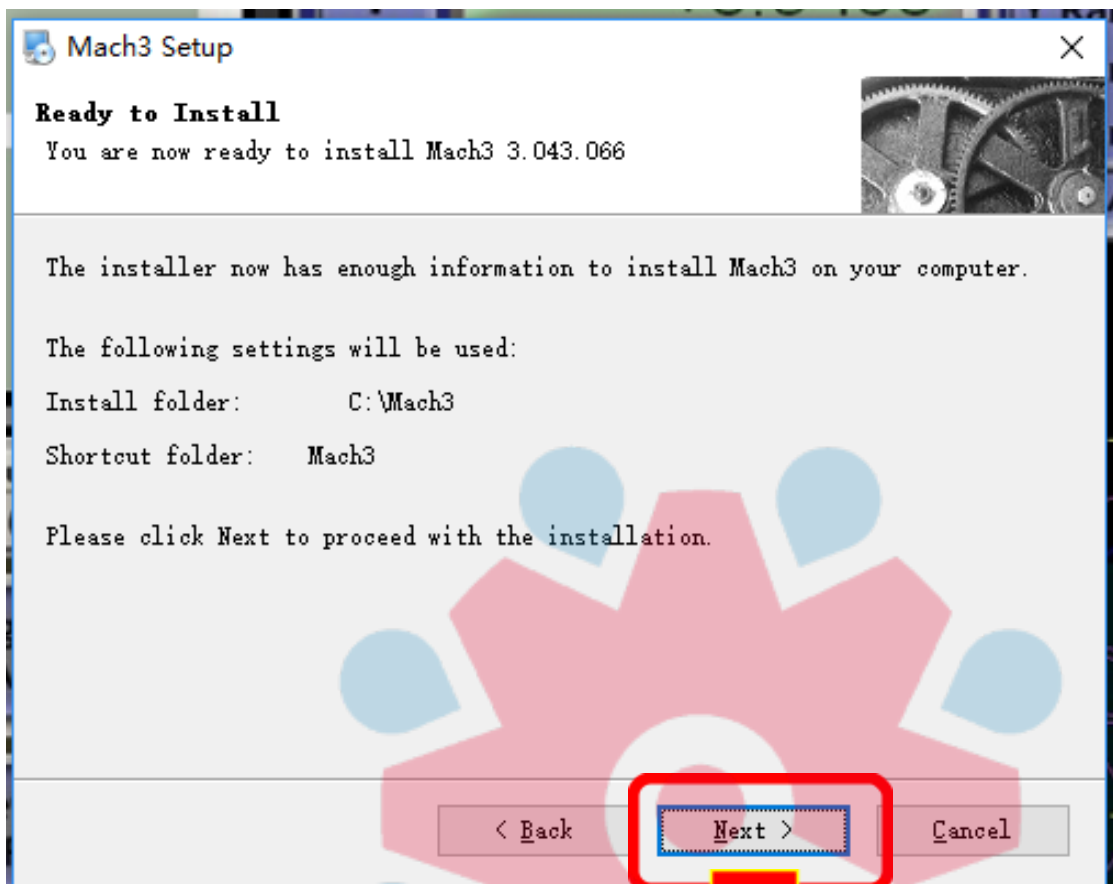 Mach3 Setup
Ready to Install
You are now ready to install Mach3 3.043.066
The installer now has enough information to install Mach3 on your computer.
The following settings will be used:
Install folder: C:\Mach3
Shortcut folder: Mach3
Please click Next to proceed with the installation.
< Back Next > Cancel